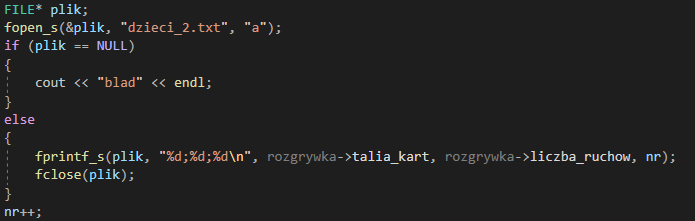 FILE* plik;
fopen_s(&plik, "dzieci_2.txt", "a");
if (plik == NULL)
{
cout << "blad" << endl;
}
else
{
fprintf_s(plik, "%d;%d;%d\n", rozgrywka->talia_kart, rozgrywka->liczba_ruchow, nr);
fclose(plik);
}
nr++;